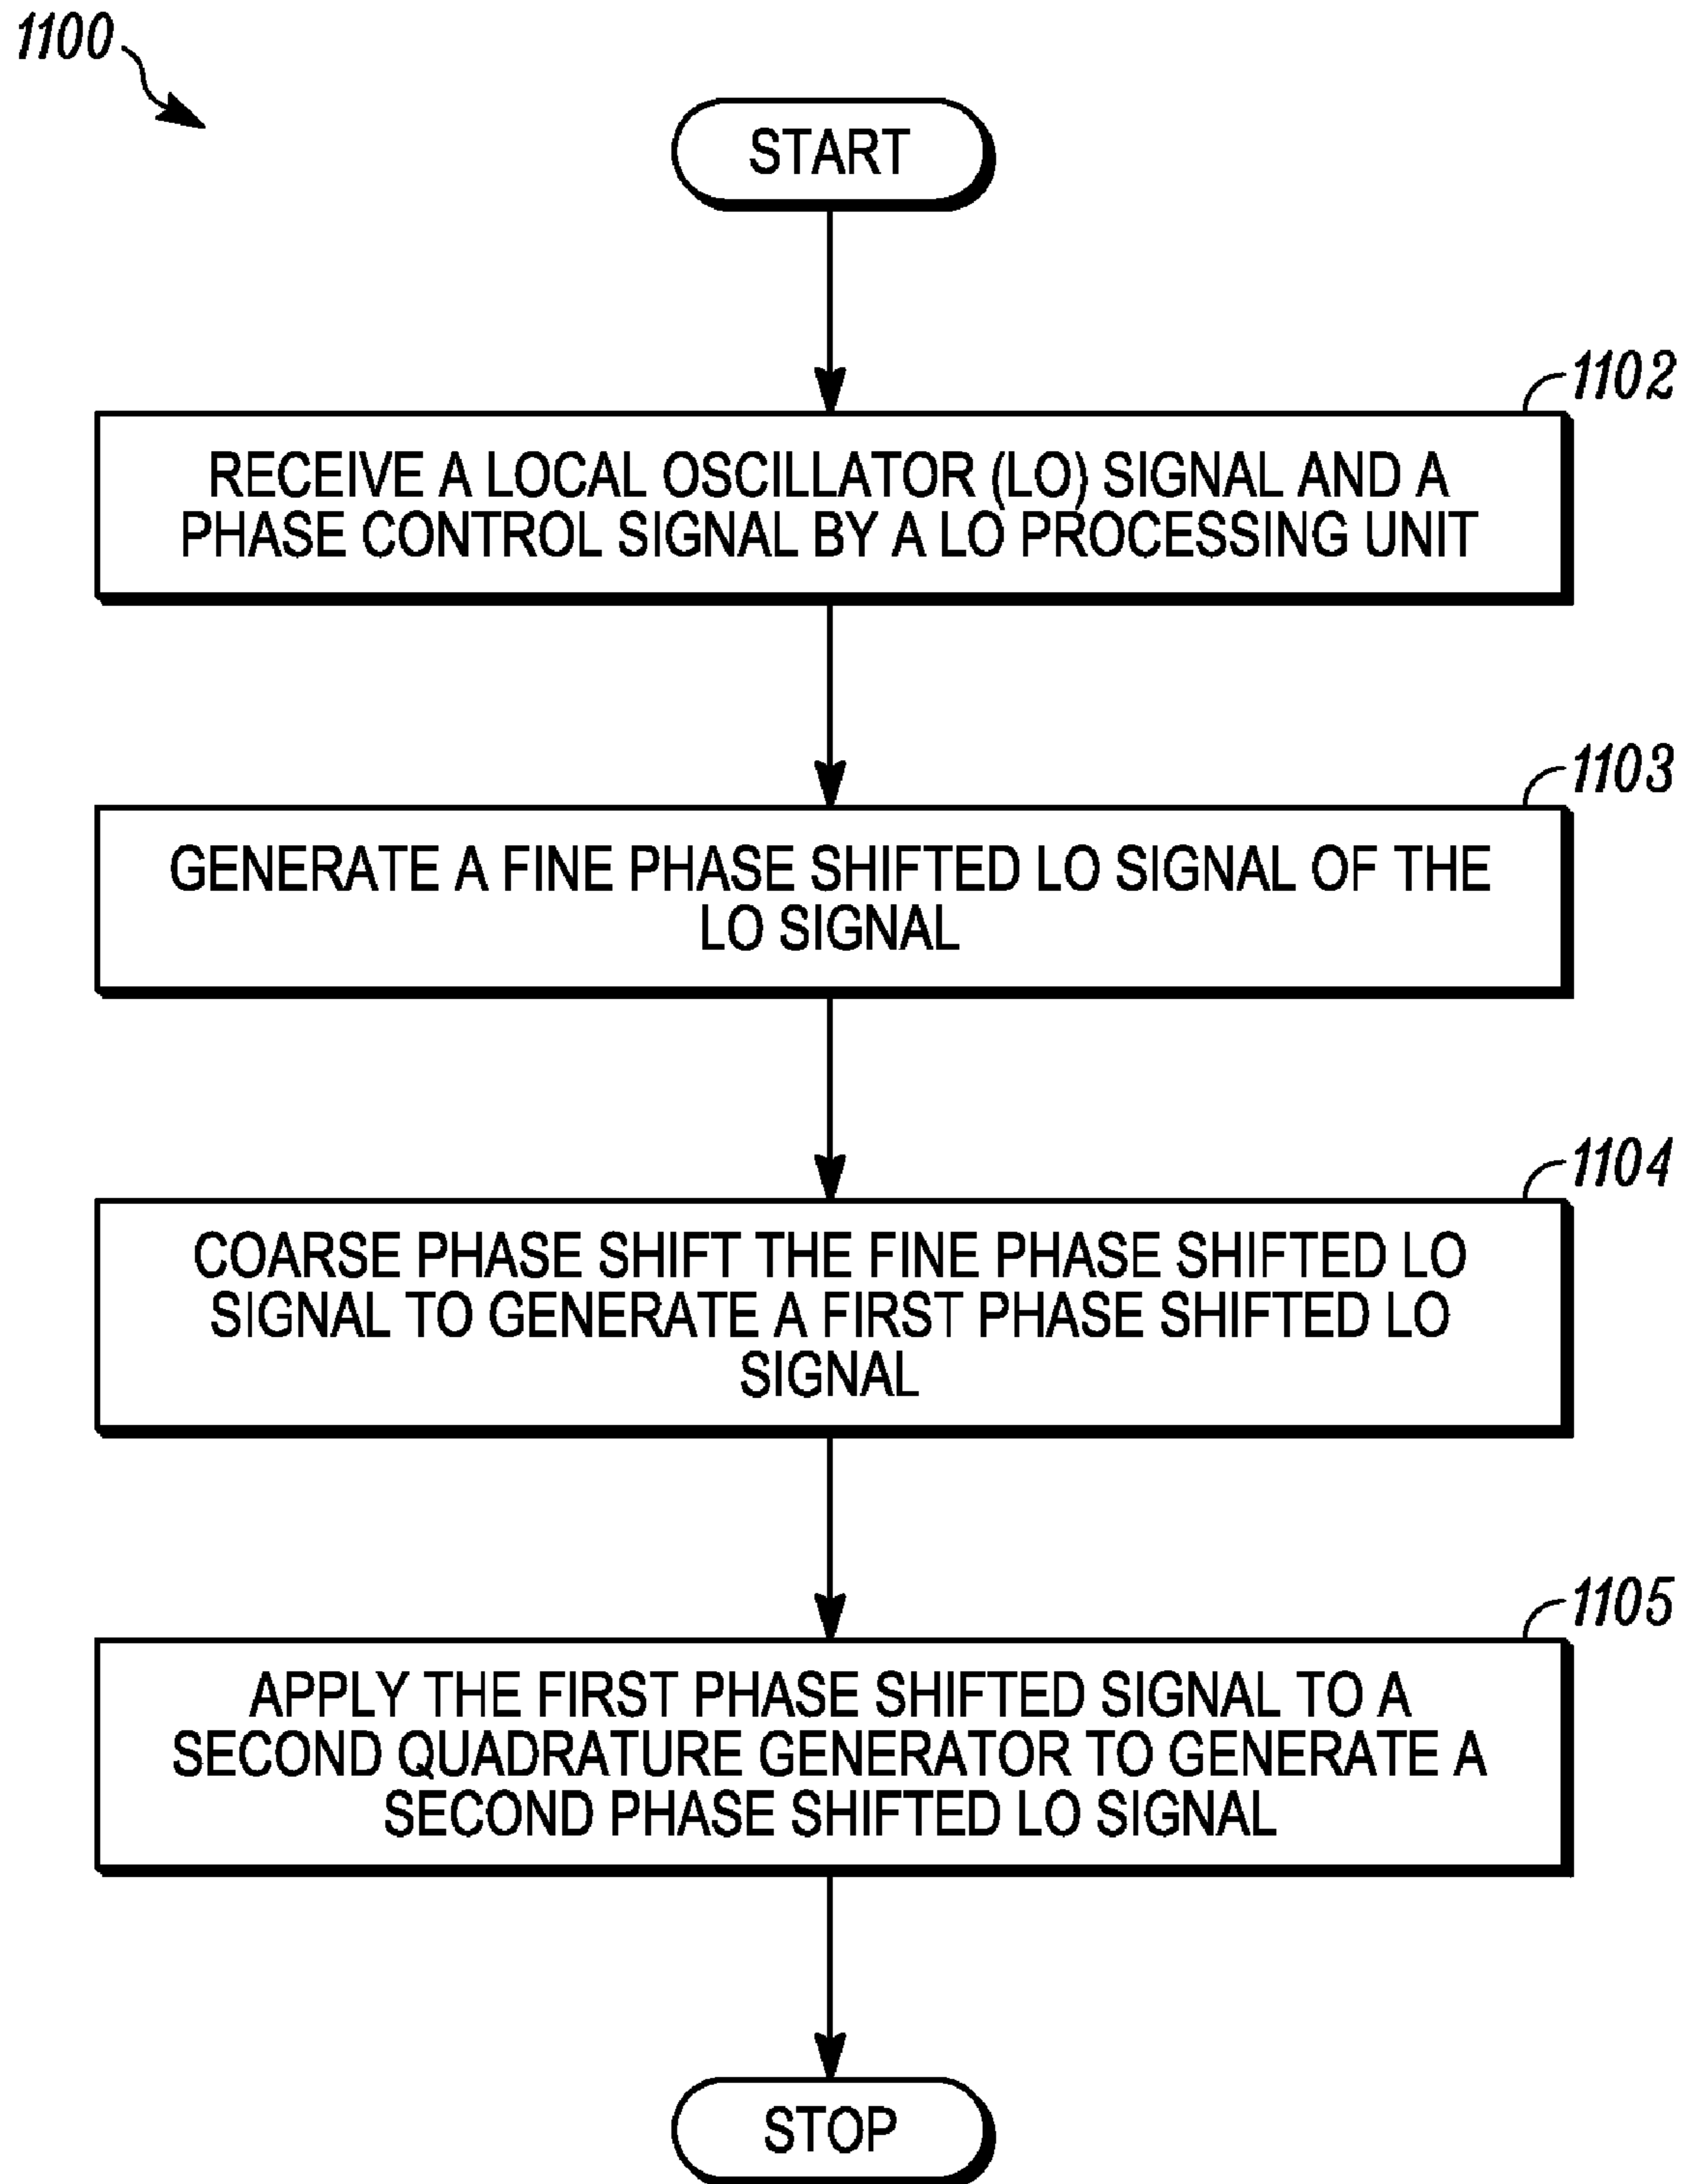 1100
START
1102
RECEIVE A LOCAL OSCILLATOR (LO) SIGNAL AND A
PHASE CONTROL SIGNAL BY A LO PROCESSING UNIT
1103
GENERATE A FINE PHASE SHIFTED LO SIGNAL OF THE
LO SIGNAL
1104
COARSE PHASE SHIFT THE FINE PHASE SHIFTED LO
SIGNAL TO GENERATE A FIRST PHASE SHIFTED LO
SIGNAL
1105
APPLY THE FIRST PHASE SHIFTED SIGNAL TO A
SECOND QUADRATURE GENERATOR TO GENERATE A
SECOND PHASE SHIFTED LO SIGNAL
STOP